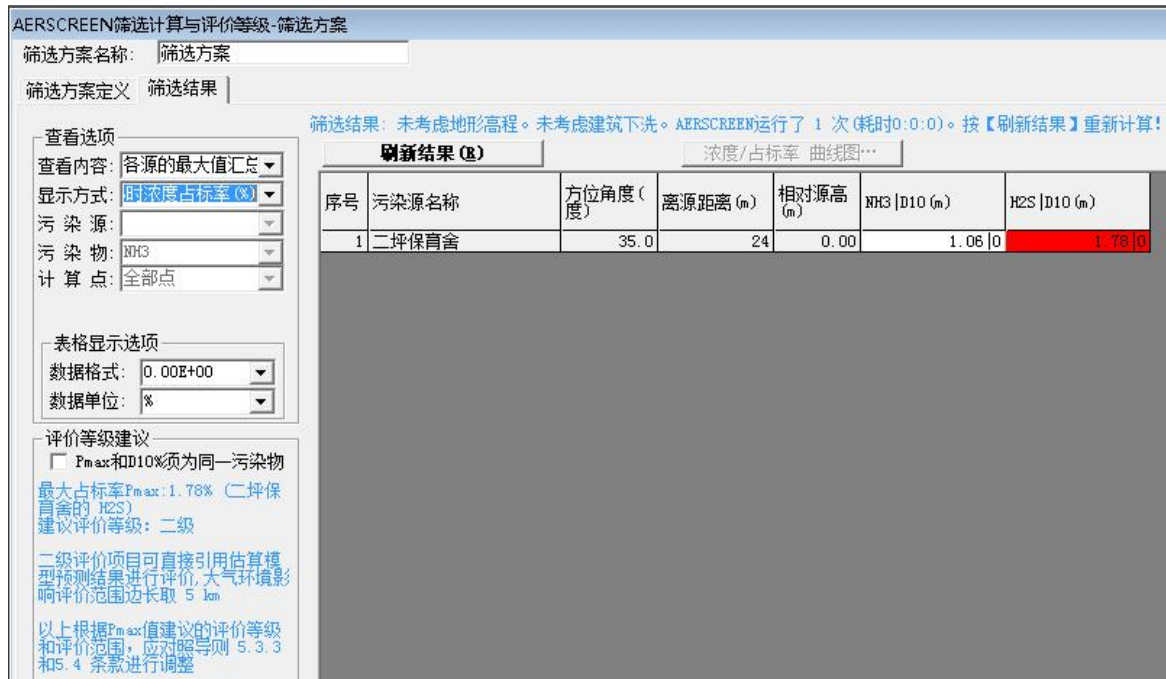 AERSCREEN筛选计算与评价等级-筛选方案
筛选方案名称: 筛选方案
筛选方案定义 筛选结果
筛选结果: 未考虑地形高程。未考虑建筑下洗。AERSCREEN运行了 1 次(耗时0:0:0)。按【刷新结果】重新计算!
查看选项
查看内容: 各源的最大值汇总
显示方式: 时浓度占标率(%)
污 染 源:
污 染 物: NH3
计 算 点: 全部点
刷新结果(R) 浓度/占标率 曲线图…
序号 污染源名称 方位角度(度) 离源距离(m) 相对源高(m) NH3|D10(m) H2S|D10(m)
1 二坪保育舍 35.0 24 0.00 1.06|0 1.78|0
表格显示选项
数据格式: 0.00E+00
数据单位: %
评价等级建议
Pmax和D10%须为同一污染物
最大占标率Pmax:1.78% (二坪保
育舍的 H2S)
建议评价等级: 二级
二级评价项目可直接引用估算模
型预测结果进行评价,大气环境影
响评价范围边长取 5 km
以上根据Pmax值建议的评价等级
和评价范围,应对照导则 5.3.3
和5.4 条款进行调整